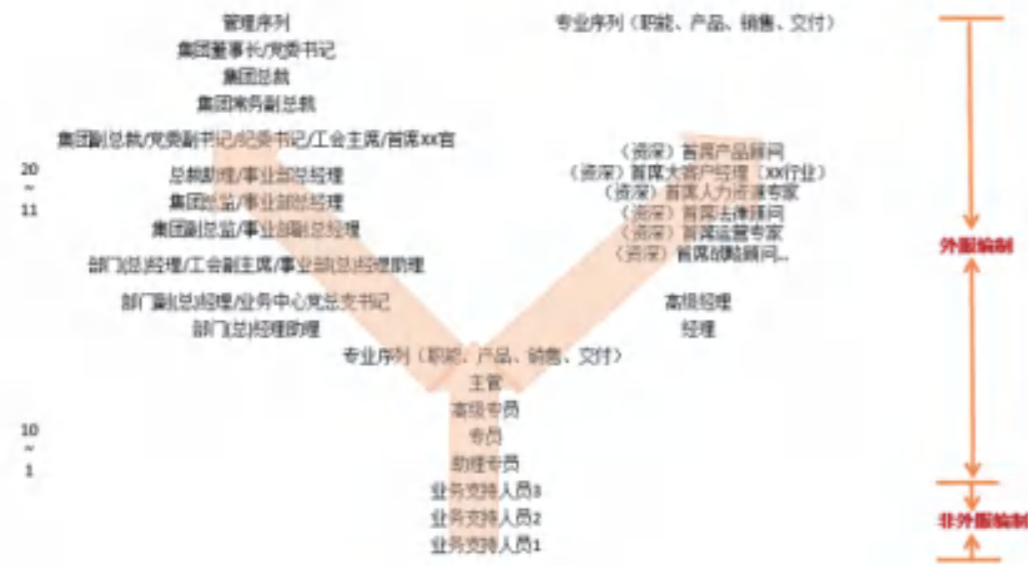 管理序列
集团董事长/党委书记
集团总裁
集团常务副总裁
集团副总裁/党委副书记/纪委书记/工会主席/首席xx官
总裁助理/事业部总经理
集团总监/事业部总经理
集团副总监/事业部副总经理
部门(总)经理/工会副主席/事业部(总)经理助理
部门副(总)经理/业务中心党总支书记
部门(总)经理助理
专业序列（职能、产品、销售、交付）
（资深）首席产品顾问
（资深）首席大客户经理（XX行业）
（资深）首席人力资源专家
（资深）首席法律顾问
（资深）首席运营专家
（资深）首席战略顾问...
高级经理
经理
20
~
11
专业序列（职能、产品、销售、交付）
主管
高级专员
专员
助理专员
业务支持人员3
业务支持人员2
业务支持人员1
10
~
1
外服编制
非外服编制